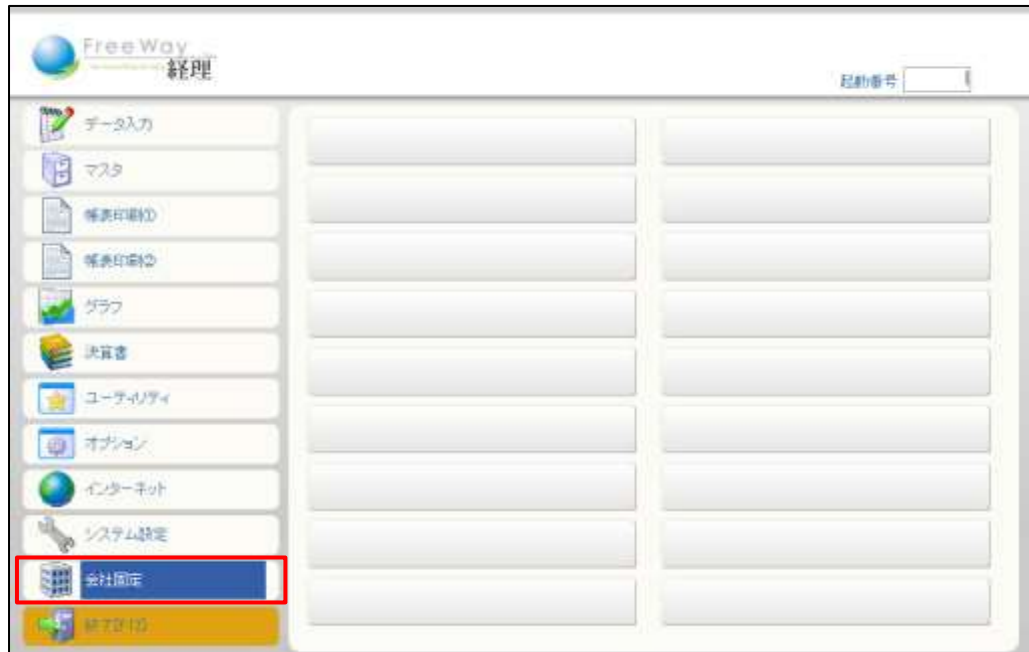 FreeWay
経理
起動番号
データ入力
マスタ
帳表印刷①
帳表印刷②
グラフ
決算書
ユーティリティ
オプション
インターネット
システム設定
会社固定